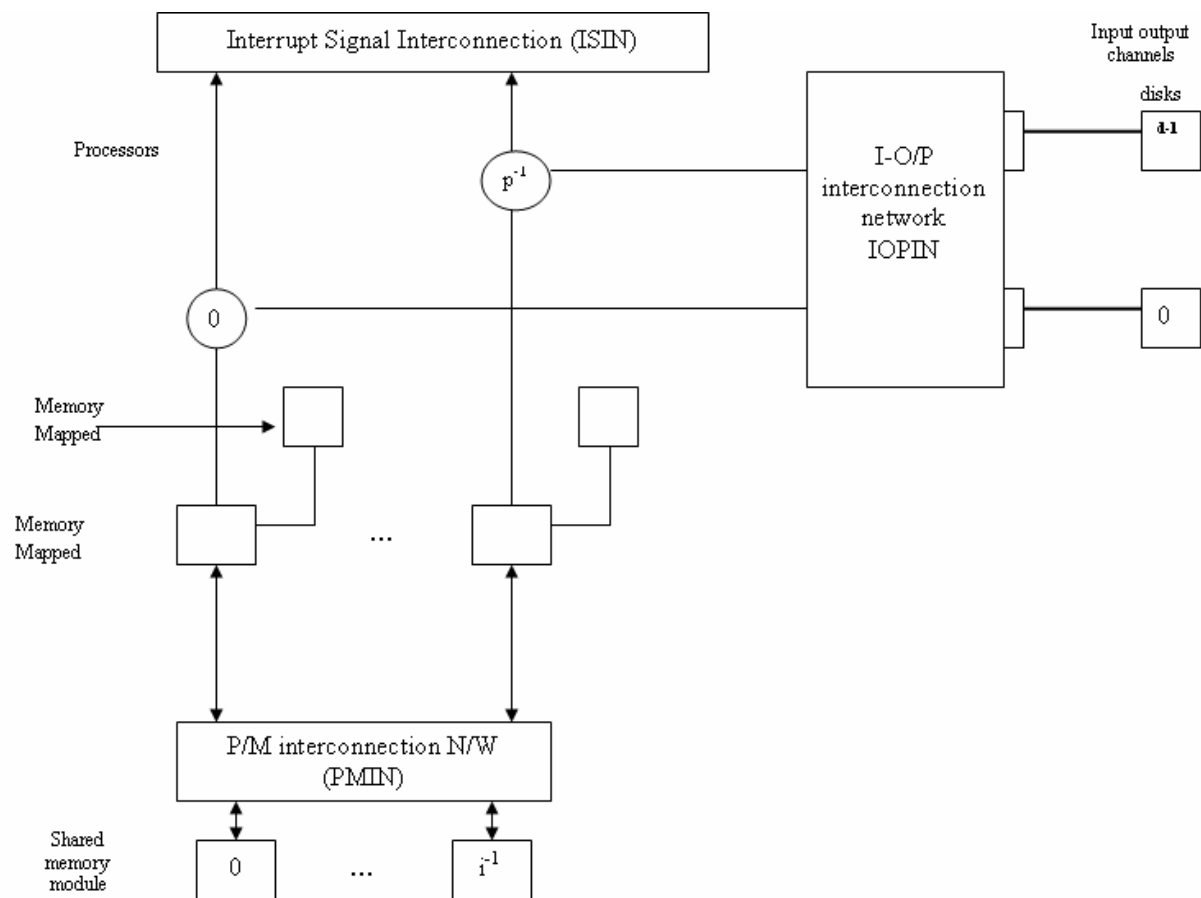 Interrupt Signal Interconnection (ISIN)
Input output
channels
disks
d-1
Processors
p-1
I-O/P
interconnection
network
IOPIN
0
0
Memory
Mapped
Memory
Mapped
...
P/M interconnection N/W
(PMIN)
Shared
memory
module
0
...
i-1